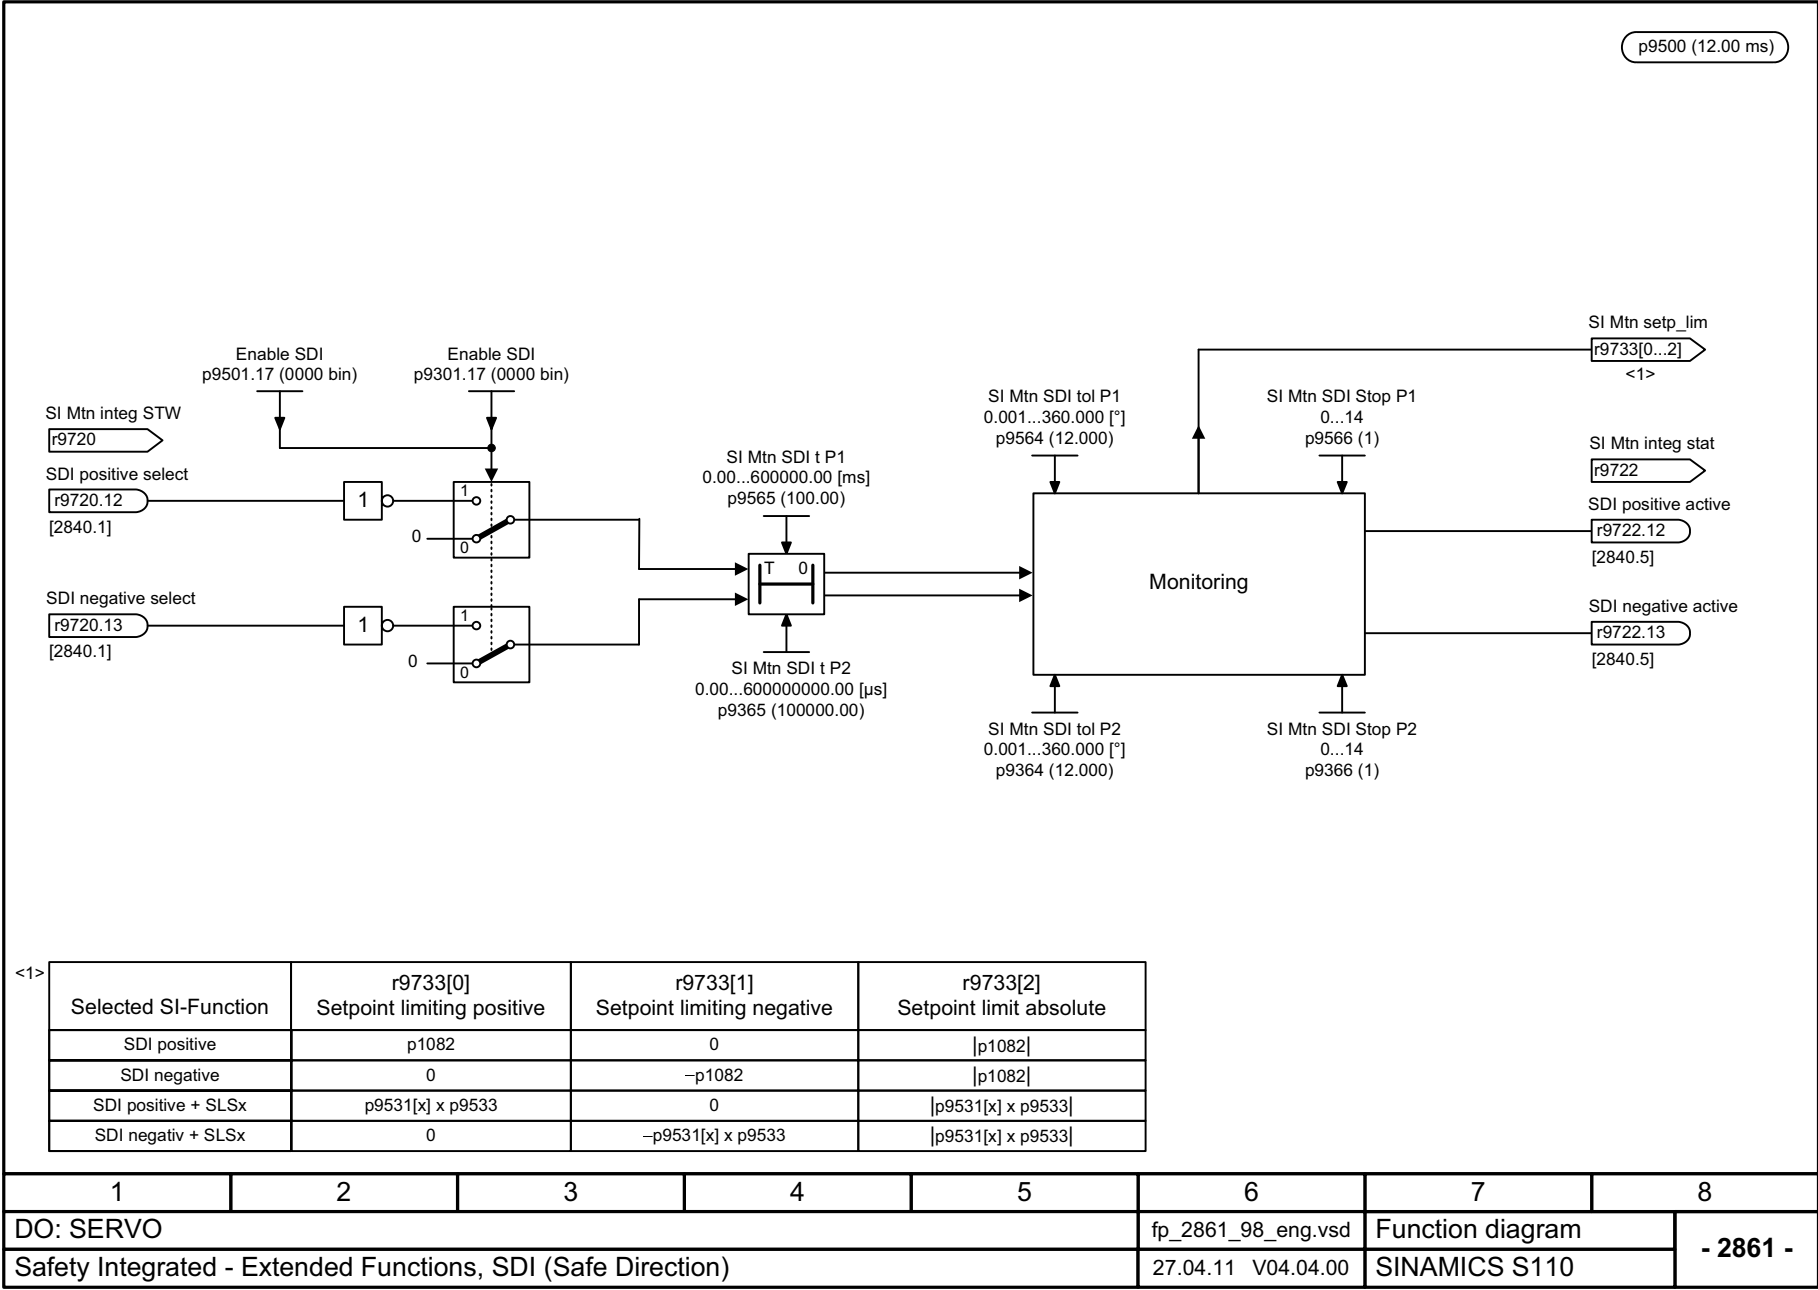 p9500 (12.00 ms)
SI Mtn setp_lim
r9733[0...2]
<1>
Enable SDI
p9501.17 (0000 bin)
Enable SDI
p9301.17 (0000 bin)
SI Mtn integ STW
r9720
SDI positive select
r9720.12
[2840.1]
1
1
0
0
SDI negative select
r9720.13
[2840.1]
1
1
0
0
SI Mtn SDI t P1
0.00...600000.00 [ms]
p9565 (100.00)
T 0
SI Mtn SDI t P2
0.00...600000000.00 [µs]
p9365 (100000.00)
SI Mtn SDI tol P1
0.001...360.000 [°]
p9564 (12.000)
SI Mtn SDI Stop P1
0...14
p9566 (1)
Monitoring
SI Mtn SDI tol P2
0.001...360.000 [°]
p9364 (12.000)
SI Mtn SDI Stop P2
0...14
p9366 (1)
SI Mtn integ stat
r9722
SDI positive active
r9722.12
[2840.5]
SDI negative active
r9722.13
[2840.5]
<1>
Selected SI-Function
r9733[0]
Setpoint limiting positive
r9733[1]
Setpoint limiting negative
r9733[2]
Setpoint limit absolute
SDI positive p1082 0 |p1082|
SDI negative 0 –p1082 |p1082|
SDI positive + SLSx p9531[x] x p9533 0 |p9531[x] x p9533|
SDI negativ + SLSx 0 –p9531[x] x p9533 |p9531[x] x p9533|
1 2 3 4 5 6 7 8
DO: SERVO fp_2861_98_eng.vsd Function diagram
- 2861 -
Safety Integrated - Extended Functions, SDI (Safe Direction) 27.04.11 V04.04.00 SINAMICS S110